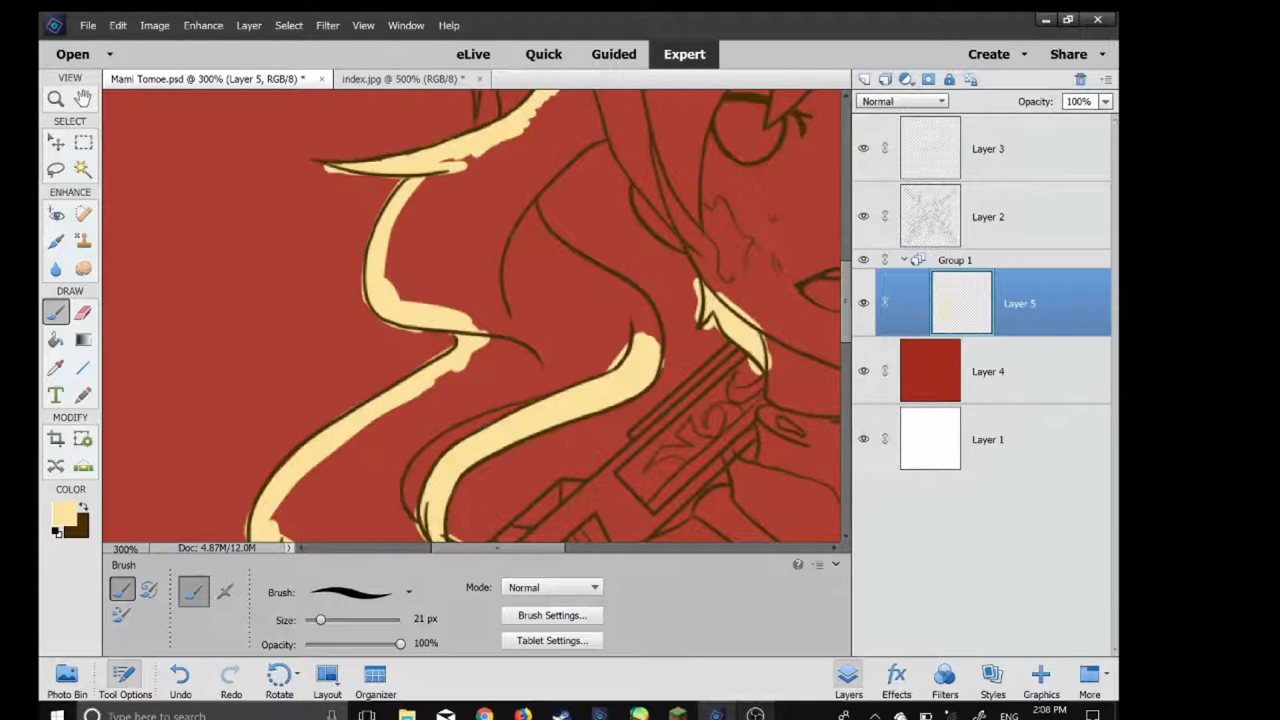 File Edit Image Enhance Layer Select Filter View Window Help
Open eLive Quick Guided Expert Create Share
VIEW Mami Tomoe.psd @ 300% (Layer 5, RGB/8) * × index.jpg @ 500% (RGB/8) * ×
Normal Opacity: 100%
SELECT
Layer 3
ENHANCE
Layer 2
Group 1
DRAW
Layer 5
Layer 4
T
MODIFY
Layer 1
COLOR
300% Doc: 4.87M/12.0M
Brush
Brush: Mode: Normal
Size: 21 px Brush Settings...
Opacity: 100% Tablet Settings...
Photo Bin Tool Options Undo Redo Rotate Layout Organizer Layers Effects Filters Styles Graphics More
Type here to search ENG 2:08 PM